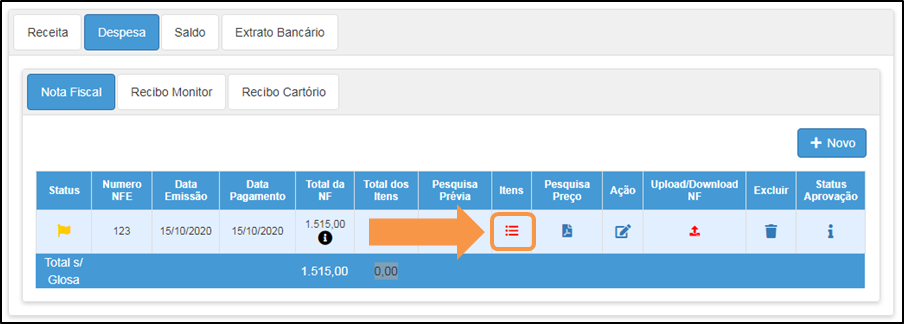 Receita Despesa Saldo Extrato Bancário
Nota Fiscal Recibo Monitor Recibo Cartório
+ Novo
Status Numero NFE Data Emissão Data Pagamento Total da NF Total dos Itens Pesquisa Prévia Itens Pesquisa Preço Ação Upload/Download NF Excluir Status Aprovação
123 15/10/2020 15/10/2020 1.515,00
Total s/ Glosa 1.515,00 0,00